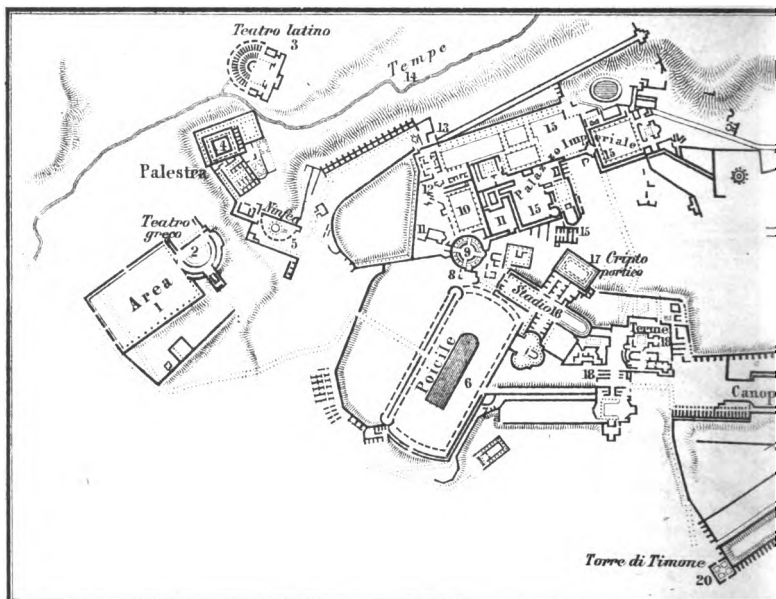 Teatro latino
3
Tempe
14
13
15
Palestra
4
Palazzo Imperiale
15
12
Ninfeo
5
10
11
15
15
Teatro greco
2
11
9
8
17 Cripto portico
Area
1
Stadio 16
Terme
18
Pecile
6
18
7
Canop
Torre di Timone
20